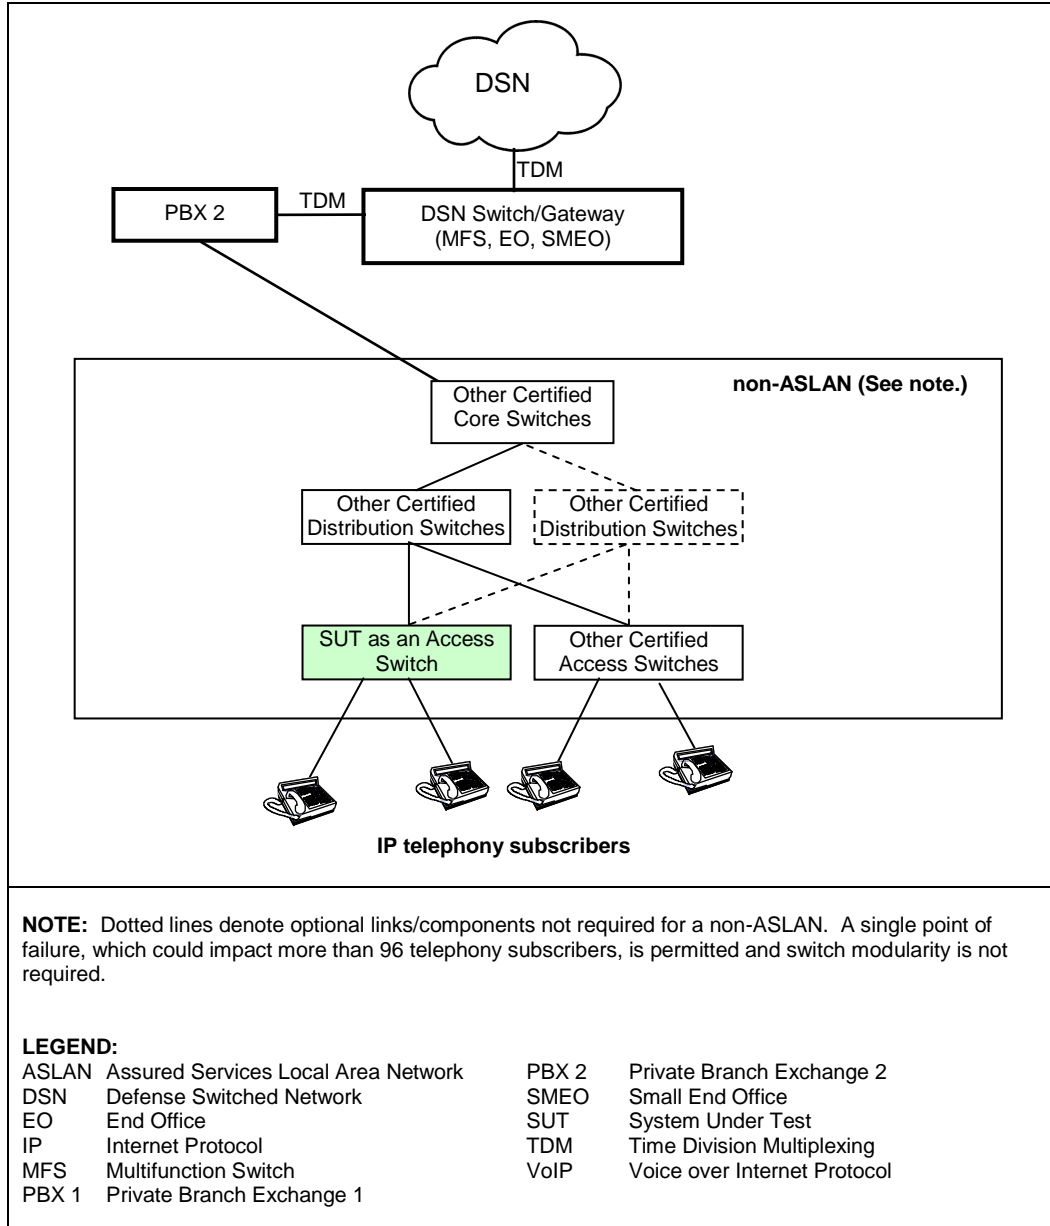 DSN
TDM
PBX 2
TDM
DSN Switch/Gateway
(MFS, EO, SMEO)
non-ASLAN (See note.)
Other Certified
Core Switches
Other Certified
Distribution Switches
Other Certified
Distribution Switches
SUT as an Access
Switch
Other Certified
Access Switches
IP telephony subscribers
NOTE: Dotted lines denote optional links/components not required for a non-ASLAN. A single point of
failure, which could impact more than 96 telephony subscribers, is permitted and switch modularity is not
required.
LEGEND:
ASLAN Assured Services Local Area Network
DSN Defense Switched Network
EO End Office
IP Internet Protocol
MFS Multifunction Switch
PBX 1 Private Branch Exchange 1
PBX 2 Private Branch Exchange 2
SMEO Small End Office
SUT System Under Test
TDM Time Division Multiplexing
VoIP Voice over Internet Protocol